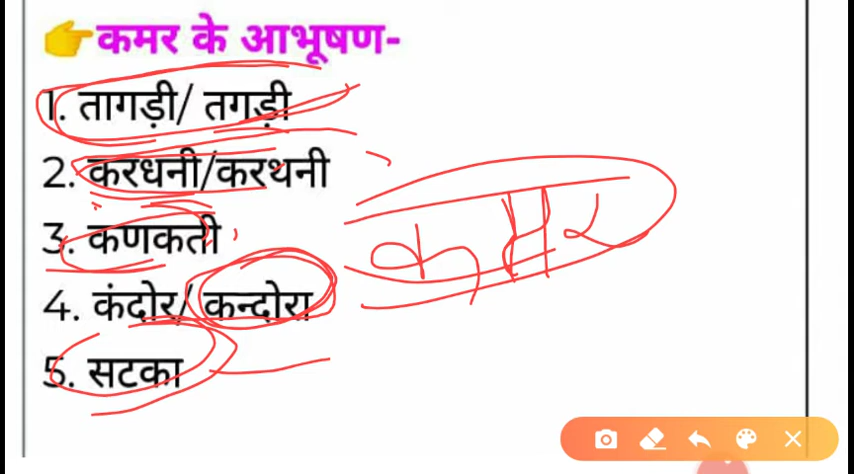 👉कमर के आभूषण-
1. तागड़ी/ तगड़ी
2. करधनी/करथनी
3. कणकती
4. कंदोर/ कन्दोरा
5. सटका
कमर